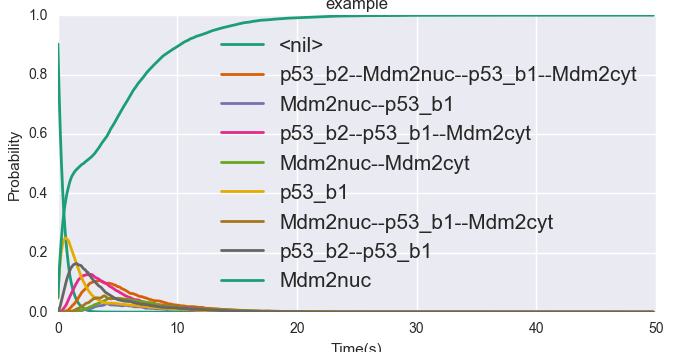 example
1.0
0.8
0.6
0.4
0.2
0.0
Probability
<nil>
p53_b2--Mdm2nuc--p53_b1--Mdm2cyt
Mdm2nuc--p53_b1
p53_b2--p53_b1--Mdm2cyt
Mdm2nuc--Mdm2cyt
p53_b1
Mdm2nuc--p53_b1--Mdm2cyt
p53_b2--p53_b1
Mdm2nuc
0 10 20 30 40 50
Time(s)